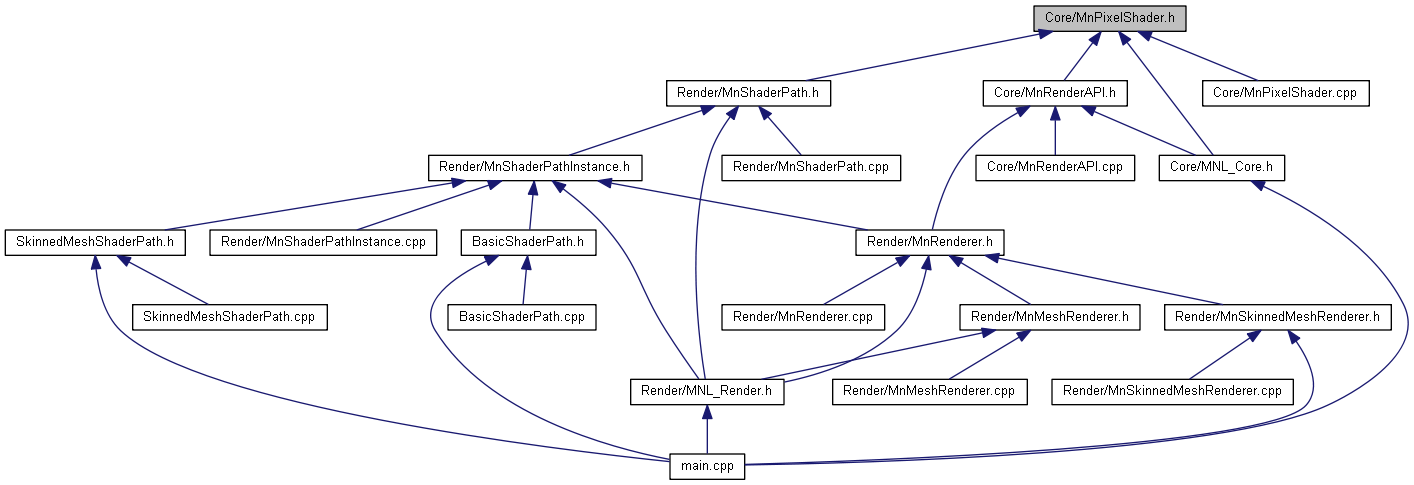 Core/MnPixelShader.h
Render/MnShaderPath.h
Core/MnRenderAPI.h
Core/MnPixelShader.cpp
Render/MnShaderPathInstance.h
Render/MnShaderPath.cpp
Core/MnRenderAPI.cpp
Core/MNL_Core.h
SkinnedMeshShaderPath.h
Render/MnShaderPathInstance.cpp
BasicShaderPath.h
Render/MnRenderer.h
SkinnedMeshShaderPath.cpp
BasicShaderPath.cpp
Render/MnRenderer.cpp
Render/MnMeshRenderer.h
Render/MnSkinnedMeshRenderer.h
Render/MNL_Render.h
Render/MnMeshRenderer.cpp
Render/MnSkinnedMeshRenderer.cpp
main.cpp